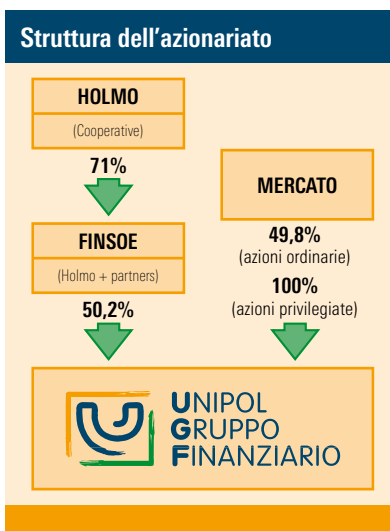 Struttura dell’azionariato
HOLMO
(Cooperative)
71%
FINSOE
(Holmo + partners)
50,2%
MERCATO
49,8%
(azioni ordinarie)
100%
(azioni privilegiate)
UNIPOL
GRUPPO
FINANZIARIO